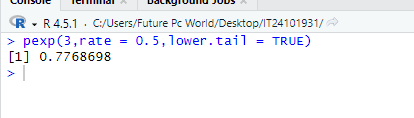 Console Terminal Background Jobs
R 4.5.1 · C:/Users/Future Pc World/Desktop/IT24101931/
> pexp(3,rate = 0.5,lower.tail = TRUE)
[1] 0.7768698
>